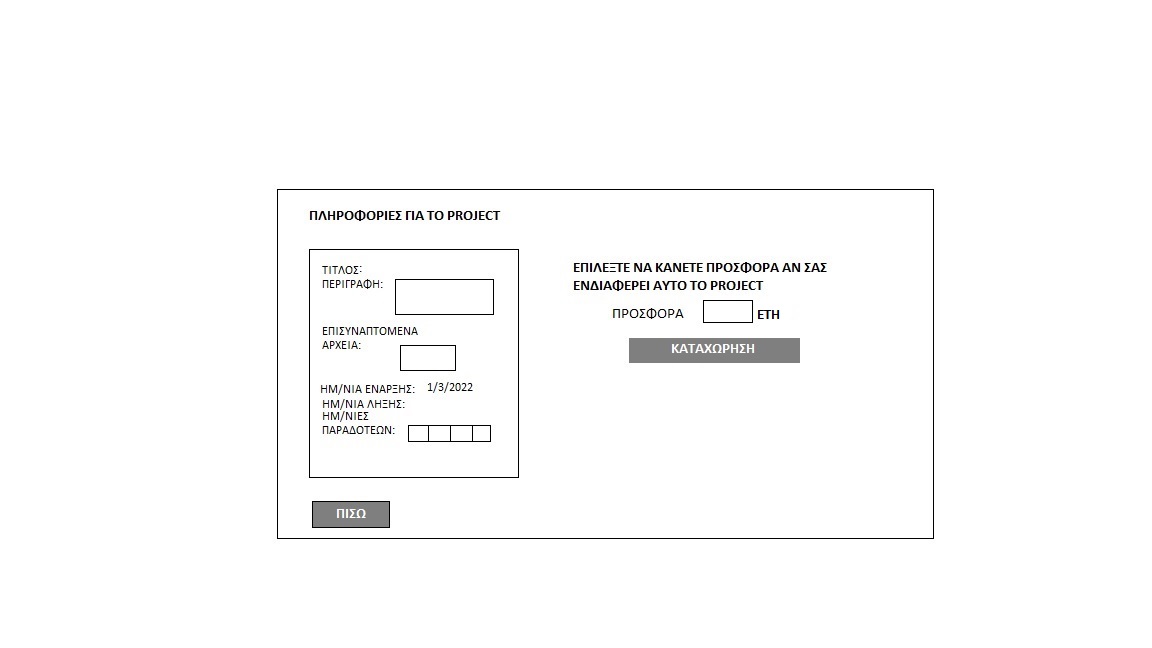 ΠΛΗΡΟΦΟΡΙΕΣ ΓΙΑ ΤΟ PROJECT
ΤΙΤΛΟΣ:
ΠΕΡΙΓΡΑΦΗ:
ΕΠΙΣΥΝΑΠΤΟΜΕΝΑ
ΑΡΧΕΙΑ:
ΗΜ/ΝΙΑ ΕΝΑΡΞΗΣ: 1/3/2022
ΗΜ/ΝΙΑ ΛΗΞΗΣ:
ΗΜ/ΝΙΕΣ
ΠΑΡΑΔΟΤΕΩΝ:
ΕΠΙΛΕΞΤΕ ΝΑ ΚΑΝΕΤΕ ΠΡΟΣΦΟΡΑ ΑΝ ΣΑΣ
ΕΝΔΙΑΦΕΡΕΙ ΑΥΤΟ ΤΟ PROJECT
ΠΡΟΣΦΟΡΑ ΕΤΗ
ΚΑΤΑΧΩΡΗΣΗ
ΠΙΣΩ